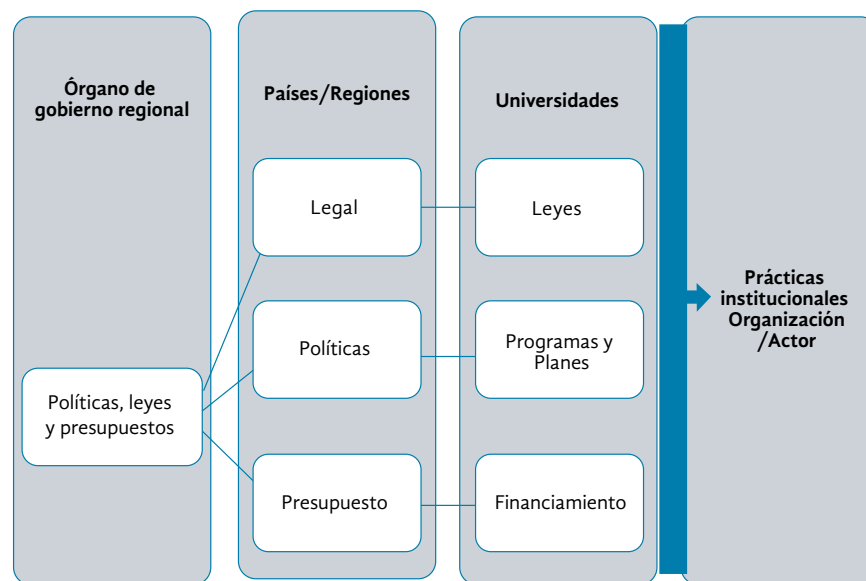 Órgano de
gobierno regional
Políticas, leyes
y presupuestos
Países/Regiones
Legal
Políticas
Presupuesto
Universidades
Leyes
Programas y
Planes
Financiamiento
Prácticas
institucionales
Organización
/Actor